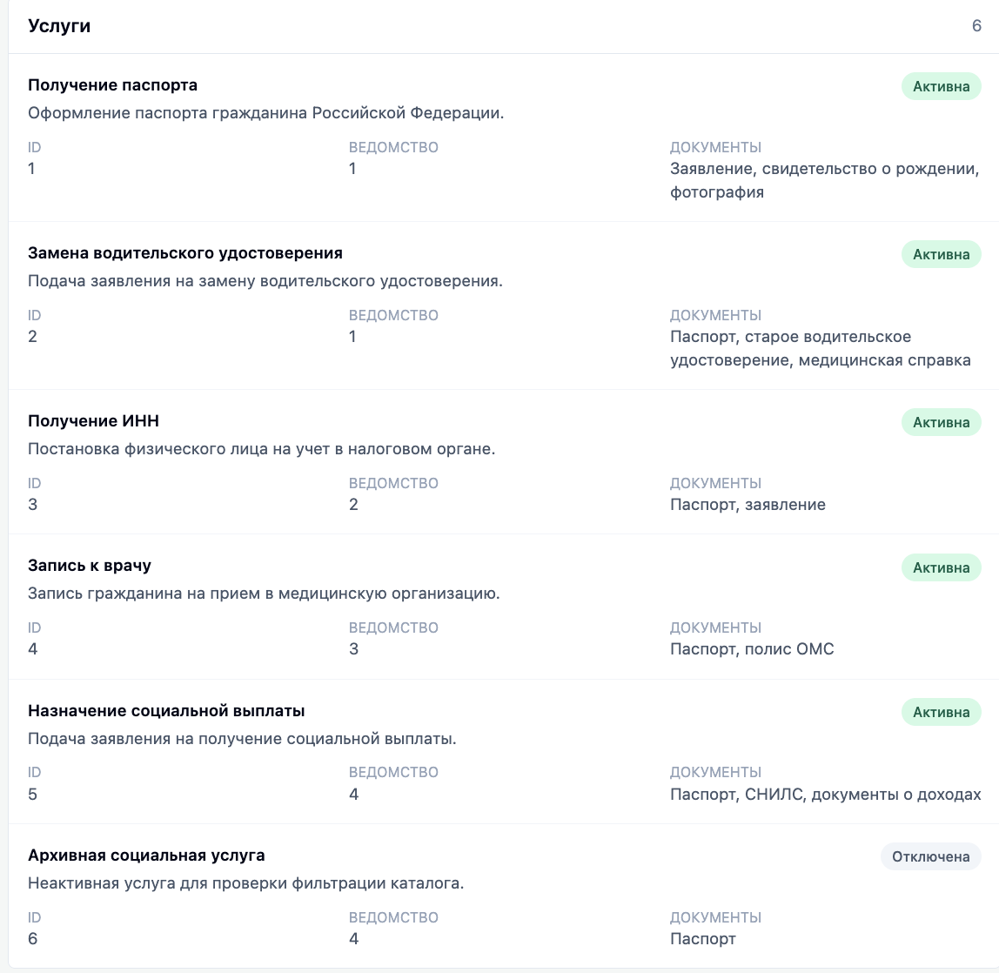 Услуги 6
Получение паспорта Активна
Оформление паспорта гражданина Российской Федерации.
ID ВЕДОМСТВО ДОКУМЕНТЫ
1 1 Заявление, свидетельство о рождении,
фотография
Замена водительского удостоверения Активна
Подача заявления на замену водительского удостоверения.
ID ВЕДОМСТВО ДОКУМЕНТЫ
2 1 Паспорт, старое водительское
удостоверение, медицинская справка
Получение ИНН Активна
Постановка физического лица на учет в налоговом органе.
ID ВЕДОМСТВО ДОКУМЕНТЫ
3 2 Паспорт, заявление
Запись к врачу Активна
Запись гражданина на прием в медицинскую организацию.
ID ВЕДОМСТВО ДОКУМЕНТЫ
4 3 Паспорт, полис ОМС
Назначение социальной выплаты Активна
Подача заявления на получение социальной выплаты.
ID ВЕДОМСТВО ДОКУМЕНТЫ
5 4 Паспорт, СНИЛС, документы о доходах
Архивная социальная услуга Отключена
Неактивная услуга для проверки фильтрации каталога.
ID ВЕДОМСТВО ДОКУМЕНТЫ
6 4 Паспорт